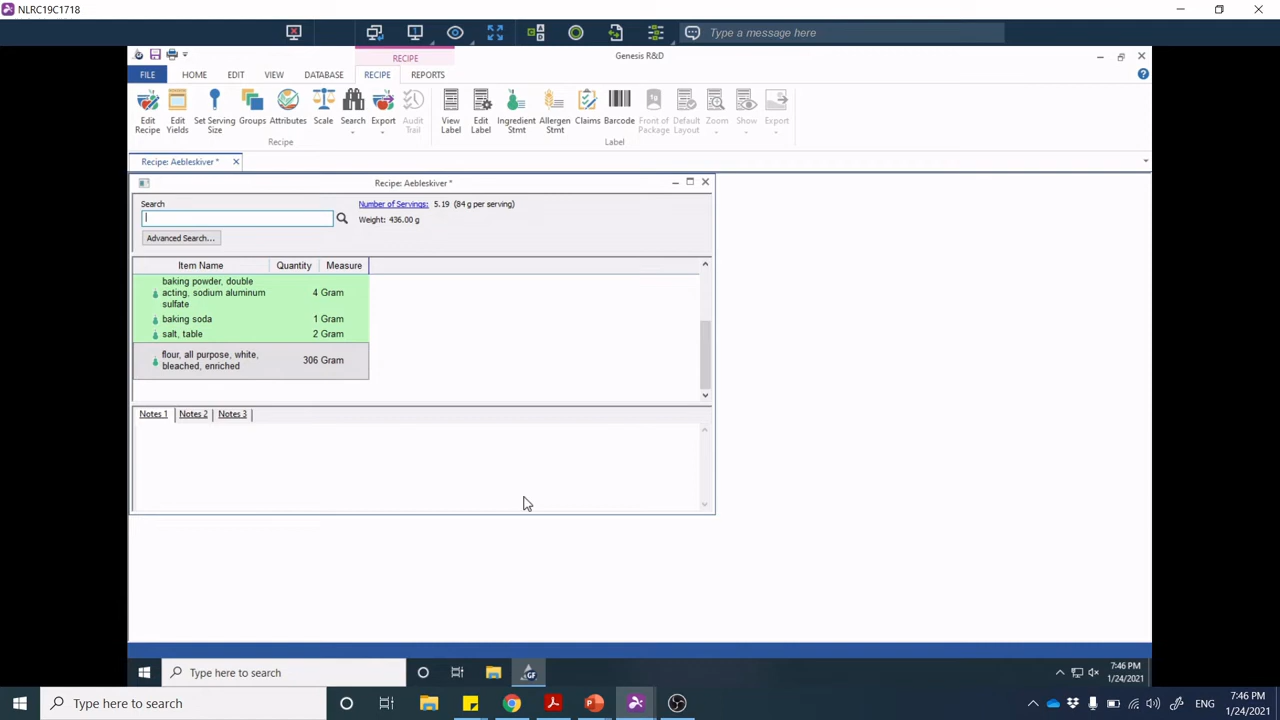 NLRC19C1718
Type a message here
RECIPE
Genesis R&D
FILE
HOME
EDIT
VIEW
DATABASE
RECIPE
REPORTS
Edit Recipe
Edit Yields
Set Serving Size
Groups
Attributes
Scale
Search
Export
Audit Trail
View Label
Edit Label
Ingredient Stmt
Allergen Stmt
Claims
Barcode
Front of Package
Default Layout
Zoom
Show
Export
Recipe
Label
Recipe: Aebleskiver *
Recipe: Aebleskiver *
Search
Number of Servings: 5.19 (84 g per serving)
Weight: 436.00 g
Advanced Search...
Item Name Quantity Measure
baking powder, double
acting, sodium aluminum 4 Gram
sulfate
baking soda 1 Gram
salt, table 2 Gram
flour, all purpose, white, 306 Gram
bleached, enriched
Notes 1 Notes 2 Notes 3
Type here to search
GF
7:46 PM
1/24/2021
Type here to search
ENG
7:46 PM
1/24/2021